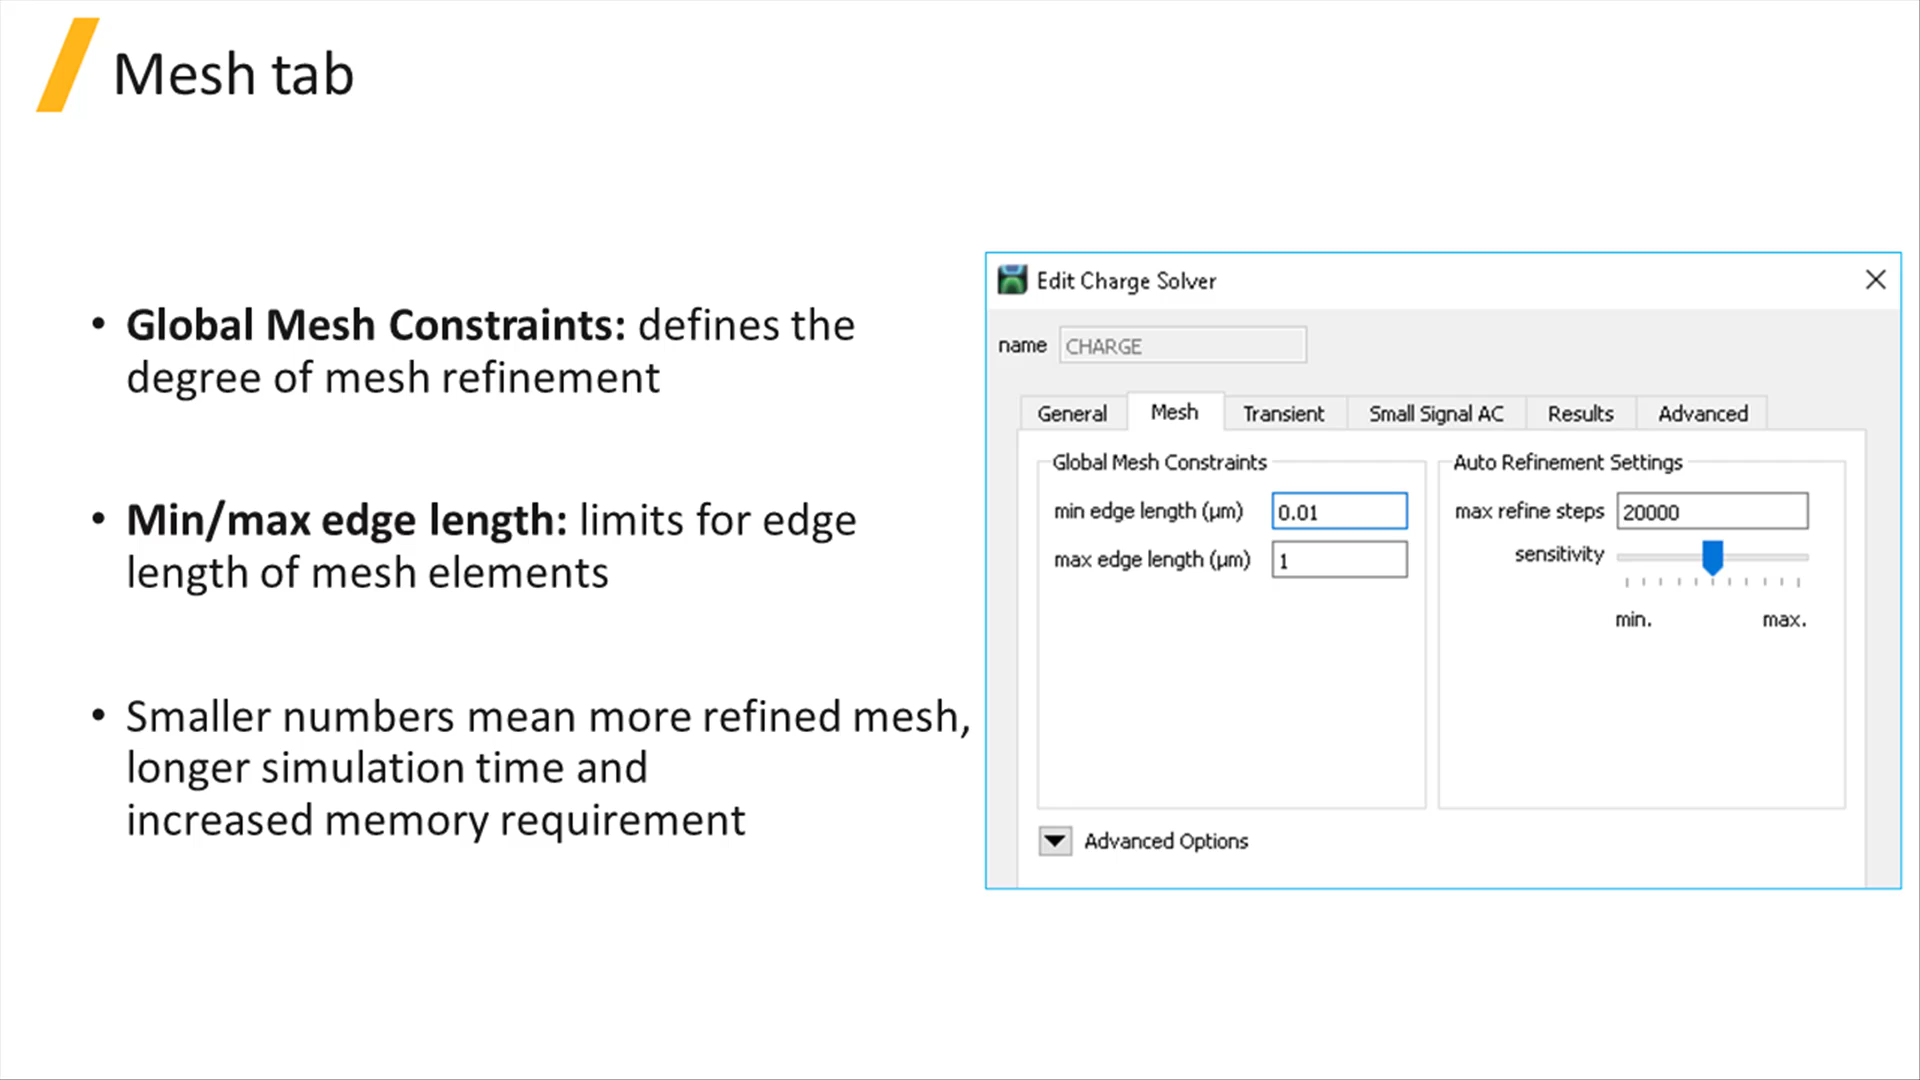 Mesh tab
• Global Mesh Constraints: defines the
degree of mesh refinement
• Min/max edge length: limits for edge
length of mesh elements
• Smaller numbers mean more refined mesh,
longer simulation time and
increased memory requirement
Edit Charge Solver
name CHARGE
General Mesh Transient Small Signal AC Results Advanced
Global Mesh Constraints
min edge length (µm) 0.01
max edge length (µm) 1
Auto Refinement Settings
max refine steps 20000
sensitivity
min. max.
Advanced Options